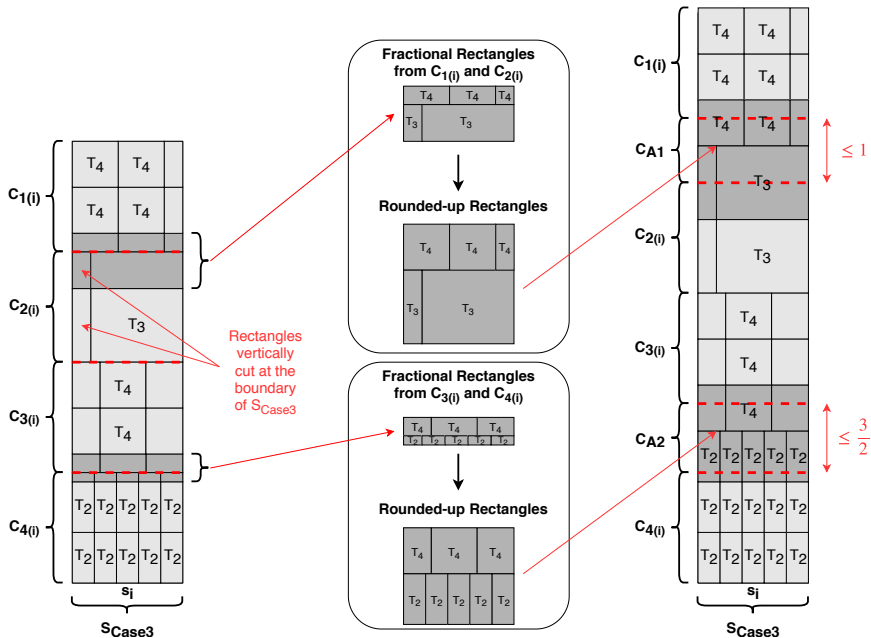 C1(i)
T4 T4
T4 T4
C2(i)
T3
C3(i)
T4
T4
C4(i)
T2 T2 T2 T2 T2
T2 T2 T2 T2 T2
si
SCase3
Rectangles
vertically
cut at the
boundary
of SCase3
Fractional Rectangles
from C1(i) and C2(i)
T4 T4 T4
T3 T3
Rounded-up Rectangles
T4 T4 T4
T3 T3
Fractional Rectangles
from C3(i) and C4(i)
T4 T4 T4
T2 T2 T2 T2 T2
Rounded-up Rectangles
T4 T4 T4
T2 T2 T2 T2 T2
C1(i)
T4 T4
T4 T4
CA1
T4 T4
≤ 1
T3
C2(i)
T3
C3(i)
T4
T4
CA2
T4
≤ 3/2
T2 T2 T2 T2 T2
C4(i)
T2 T2 T2 T2 T2
T2 T2 T2 T2 T2
si
SCase3